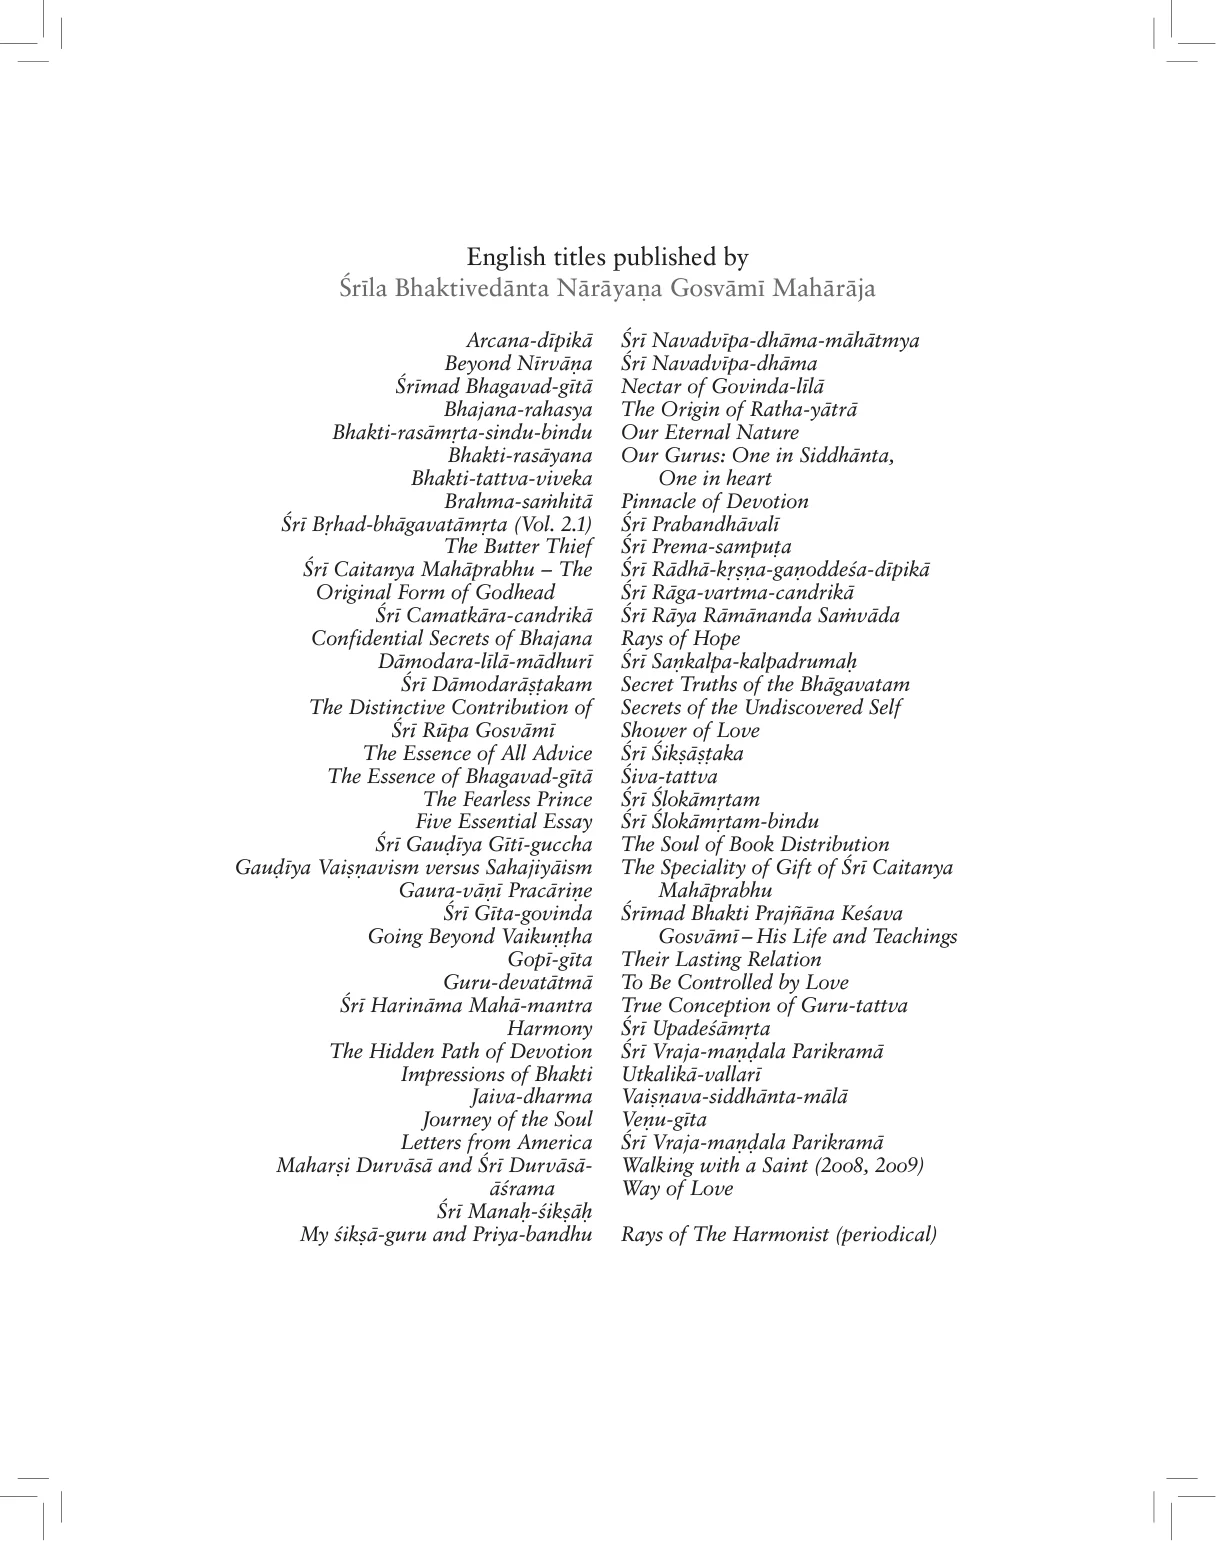 English titles published by
Śrīla Bhaktivedānta Nārāyaṇa Gosvāmī Mahārāja
Arcana-dīpikā
Beyond Nīrvāṇa
Śrīmad Bhagavad-gītā
Bhajana-rahasya
Bhakti-rasāmṛta-sindu-bindu
Bhakti-rasāyana
Bhakti-tattva-viveka
Brahma-saṁhitā
Śrī Bṛhad-bhāgavatāmṛta (Vol. 2.1)
The Butter Thief
Śrī Caitanya Mahāprabhu – The
Original Form of Godhead
Śrī Camatkāra-candrikā
Confidential Secrets of Bhajana
Dāmodara-līlā-mādhurī
Śrī Dāmodarāṣṭakam
The Distinctive Contribution of
Śrī Rūpa Gosvāmī
The Essence of All Advice
The Essence of Bhagavad-gītā
The Fearless Prince
Five Essential Essay
Śrī Gauḍīya Gītī-guccha
Gauḍīya Vaiṣṇavism versus Sahajiyāism
Gaura-vāṇī Pracāriṇe
Śrī Gīta-govinda
Going Beyond Vaikuṇṭha
Gopī-gīta
Guru-devatātmā
Śrī Harināma Mahā-mantra
Harmony
The Hidden Path of Devotion
Impressions of Bhakti
Jaiva-dharma
Journey of the Soul
Letters from America
Maharṣi Durvāsā and Śrī Durvāsā-
āśrama
Śrī Manaḥ-śikṣāḥ
My śikṣā-guru and Priya-bandhu
Śrī Navadvīpa-dhāma-māhātmya
Śrī Navadvīpa-dhāma
Nectar of Govinda-līlā
The Origin of Ratha-yātrā
Our Eternal Nature
Our Gurus: One in Siddhānta,
One in heart
Pinnacle of Devotion
Śrī Prabandhāvalī
Śrī Prema-sampuṭa
Śrī Rādhā-kṛṣṇa-gaṇoddeśa-dīpikā
Śrī Rāga-vartma-candrikā
Śrī Rāya Rāmānanda Saṁvāda
Rays of Hope
Śrī Saṇkalpa-kalpadrumaḥ
Secret Truths of the Bhāgavatam
Secrets of the Undiscovered Self
Shower of Love
Śrī Śikṣāṣṭaka
Śiva-tattva
Śrī Ślokāmṛtam
Śrī Ślokāmṛtam-bindu
The Soul of Book Distribution
The Speciality of Gift of Śrī Caitanya
Mahāprabhu
Śrīmad Bhakti Prajñāna Keśava
Gosvāmī – His Life and Teachings
Their Lasting Relation
To Be Controlled by Love
True Conception of Guru-tattva
Śrī Upadeśāmṛta
Śrī Vraja-maṇḍala Parikramā
Utkalikā-vallarī
Vaiṣṇava-siddhānta-mālā
Veṇu-gīta
Śrī Vraja-maṇḍala Parikramā
Walking with a Saint (2008, 2009)
Way of Love
Rays of The Harmonist (periodical)